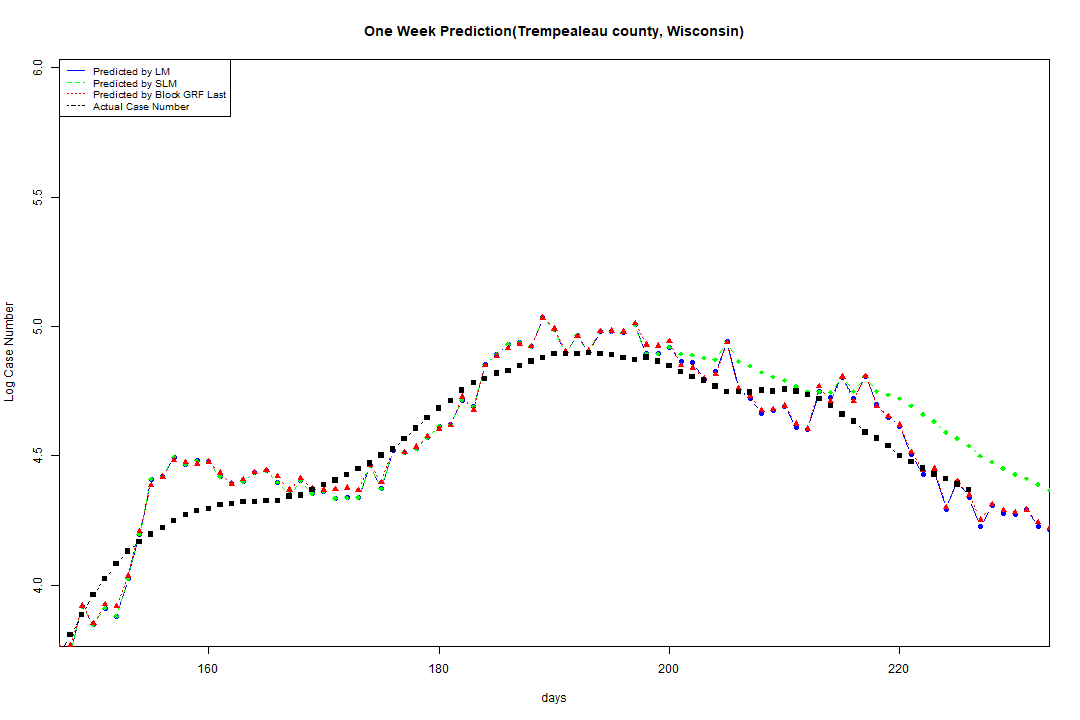 One Week Prediction(Trempealeau county, Wisconsin)
Predicted by LM
Predicted by SLM
Predicted by Block GRF Last
Actual Case Number
6.0
5.5
5.0
4.5
4.0
Log Case Number
160 180 200 220
days